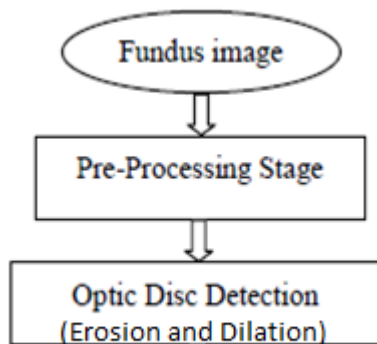 Fundus image
Pre-Processing Stage
Optic Disc Detection
(Erosion and Dilation)